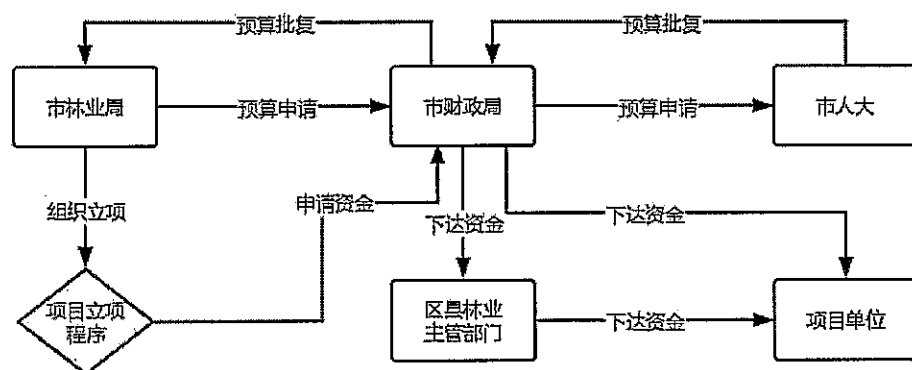 预算批复
预算批复
市林业局
预算申请
市财政局
预算申请
市人大
组织立项
申请资金
下达资金
下达资金
项目立项
程序
区县林业
主管部门
下达资金
项目单位